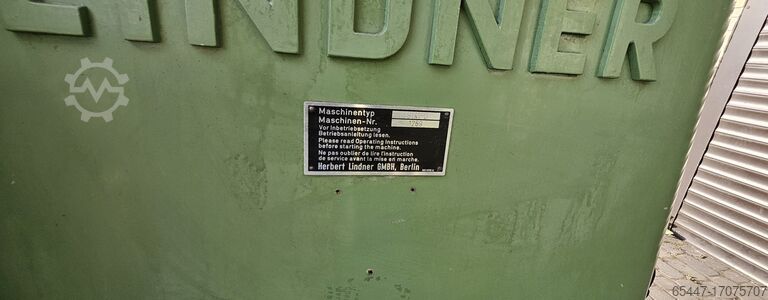 LINDNER
Maschinentyp
Maschinen-Nr. 1769
Vor Inbetriebsetzung
Betriebsanleitung lesen.
Please read Operating Instructions
before starting the machine.
Ne pas oublier de lire l'instruction
de service avant la mise en marche.
Herbert Lindner GMBH, Berlin
65447-17075707